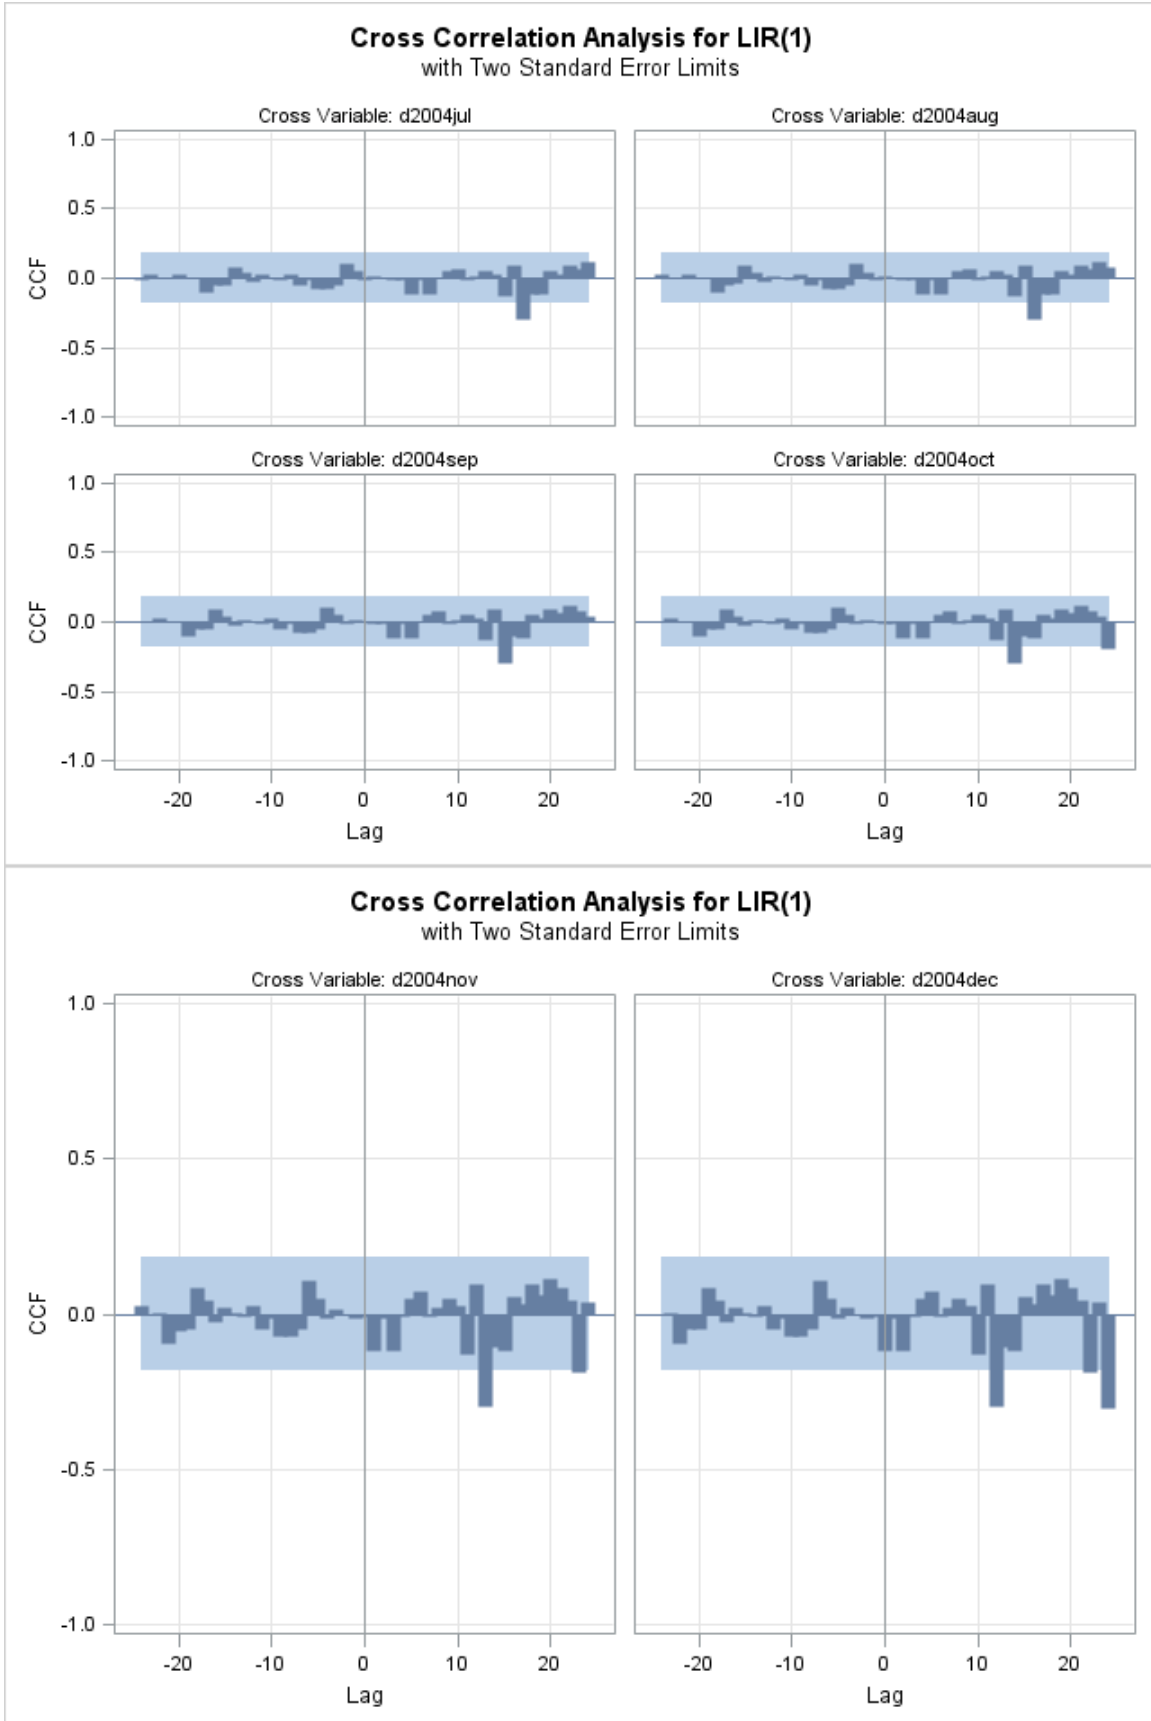 Cross Correlation Analysis for LIR(1)
with Two Standard Error Limits
Cross Variable: d2004jul
Cross Variable: d2004aug
1.0
0.5
0.0
-0.5
-1.0
CCF
Cross Variable: d2004sep
Cross Variable: d2004oct
1.0
0.5
0.0
-0.5
-1.0
CCF
-20 -10 0 10 20
-20 -10 0 10 20
Lag
Lag
Cross Correlation Analysis for LIR(1)
with Two Standard Error Limits
Cross Variable: d2004nov
Cross Variable: d2004dec
1.0
0.5
0.0
-0.5
-1.0
CCF
-20 -10 0 10 20
-20 -10 0 10 20
Lag
Lag